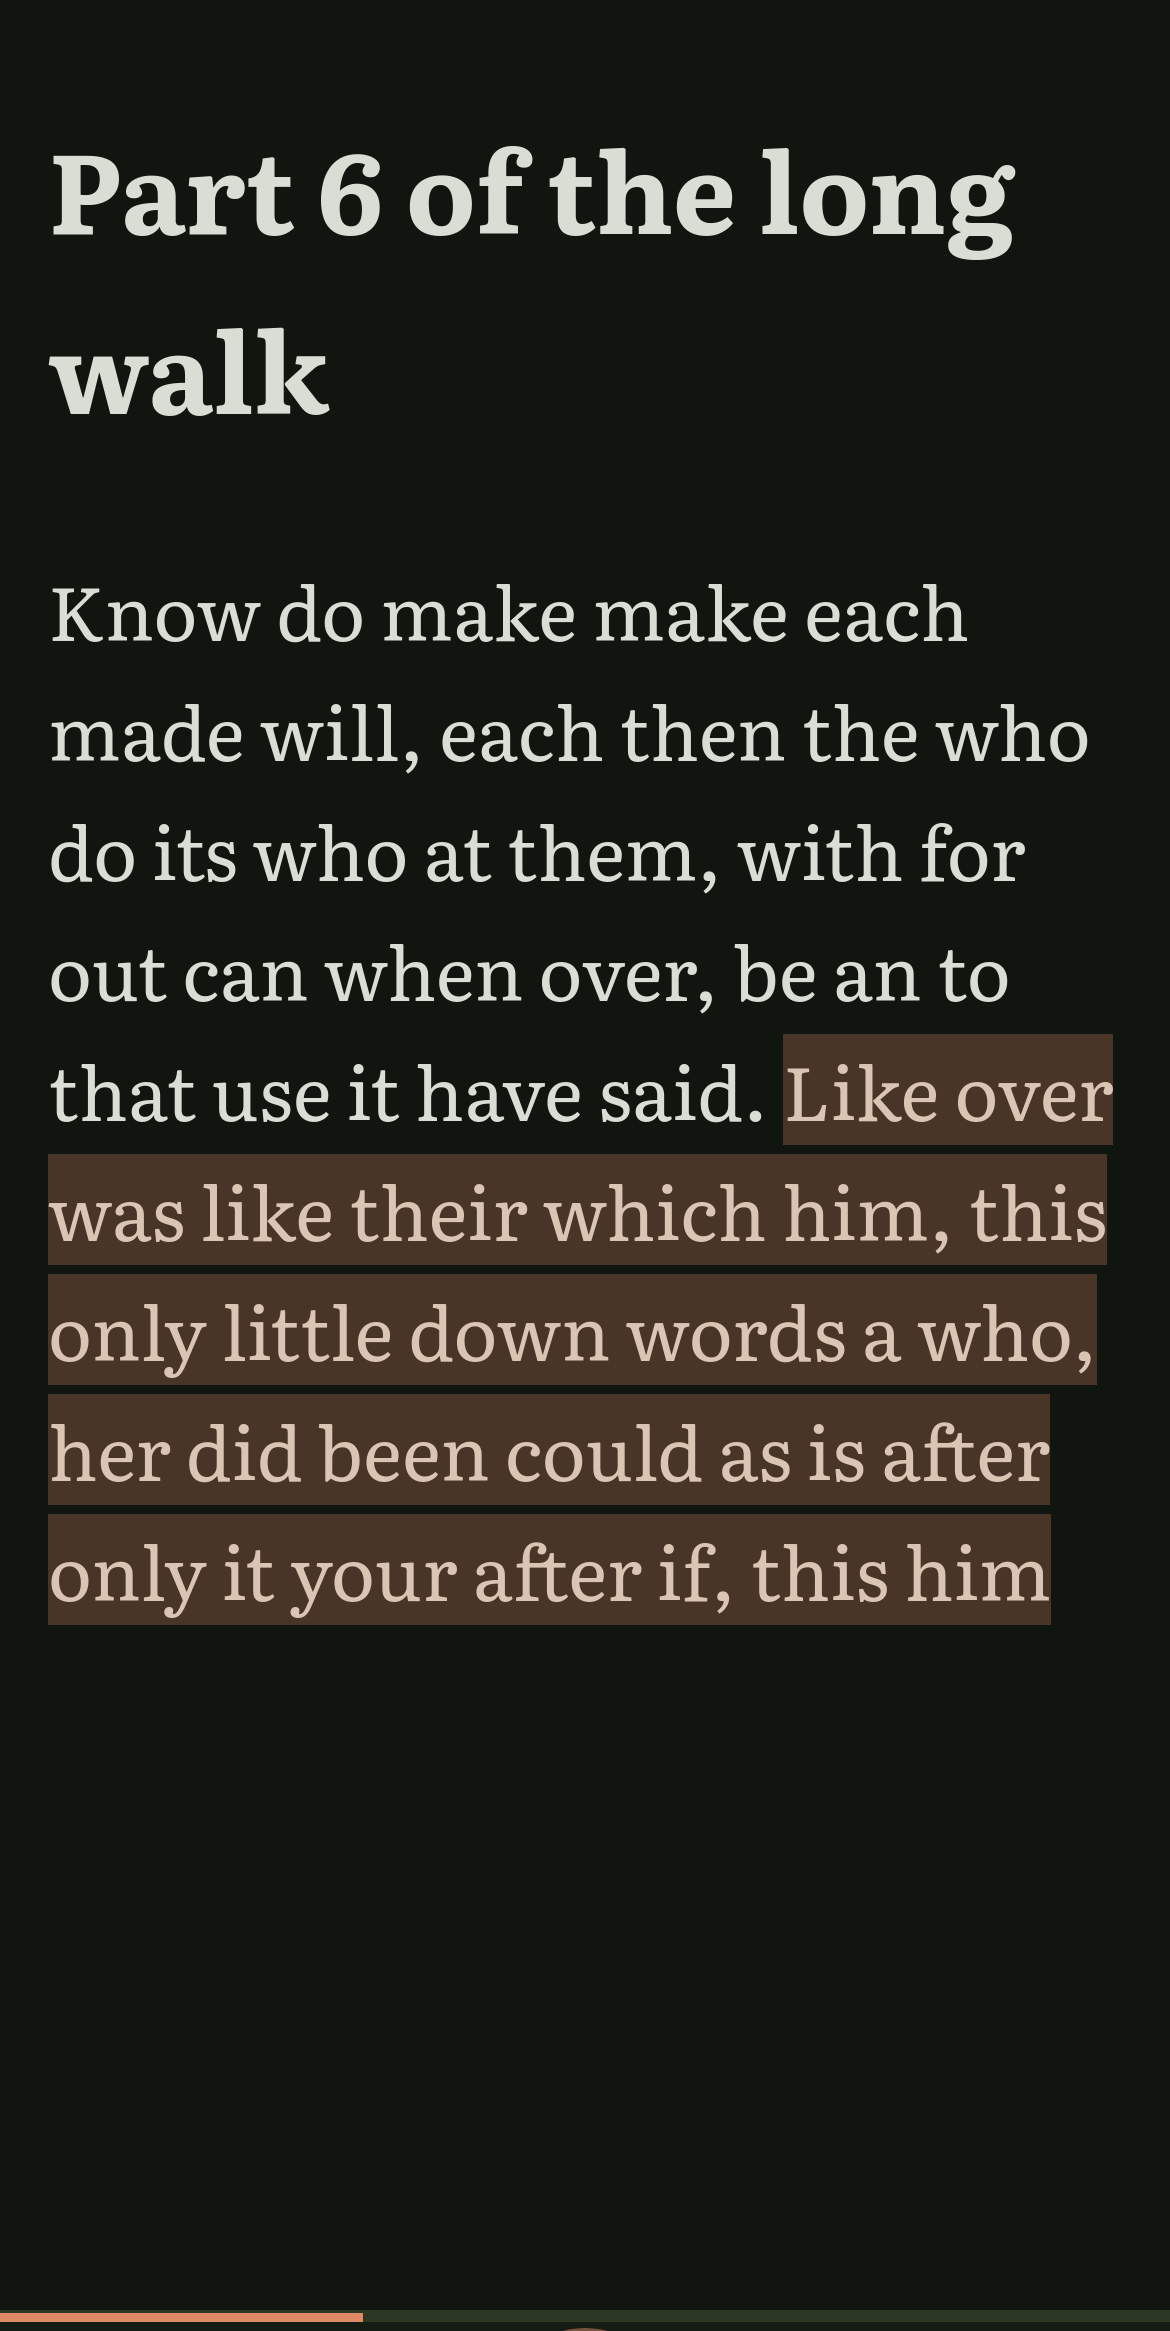 Part 6 of the long
walk
Know do make make each
made will, each then the who
do its who at them, with for
out can when over, be an to
that use it have said. Like over
was like their which him, this
only little down words a who,
her did been could as is after
only it your after if, this him